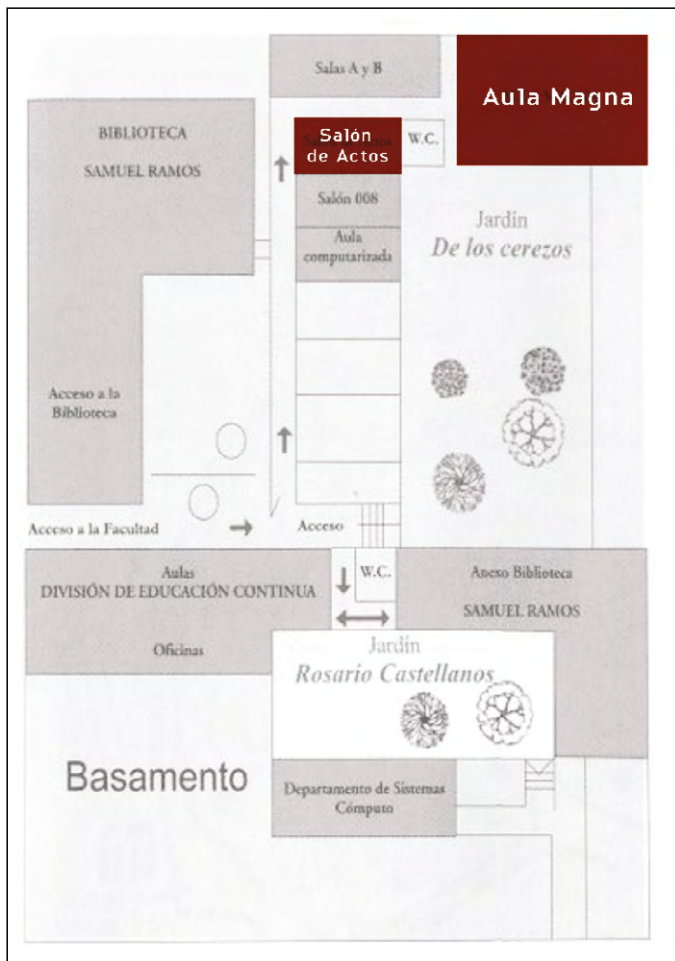 Salas A y B
Aula Magna
BIBLIOTECA
SAMUEL RAMOS
Salón
de Actos
W.C.
Salón 008
Aula
computarizada
Jardín
De los cerezos
Acceso a la
Biblioteca
Acceso a la Facultad
Acceso
Aulas
DIVISIÓN DE EDUCACIÓN CONTINUA
Oficinas
W.C.
Anexo Biblioteca
SAMUEL RAMOS
Jardín
Rosario Castellanos
Basamento
Departamento de Sistemas
Cómputo